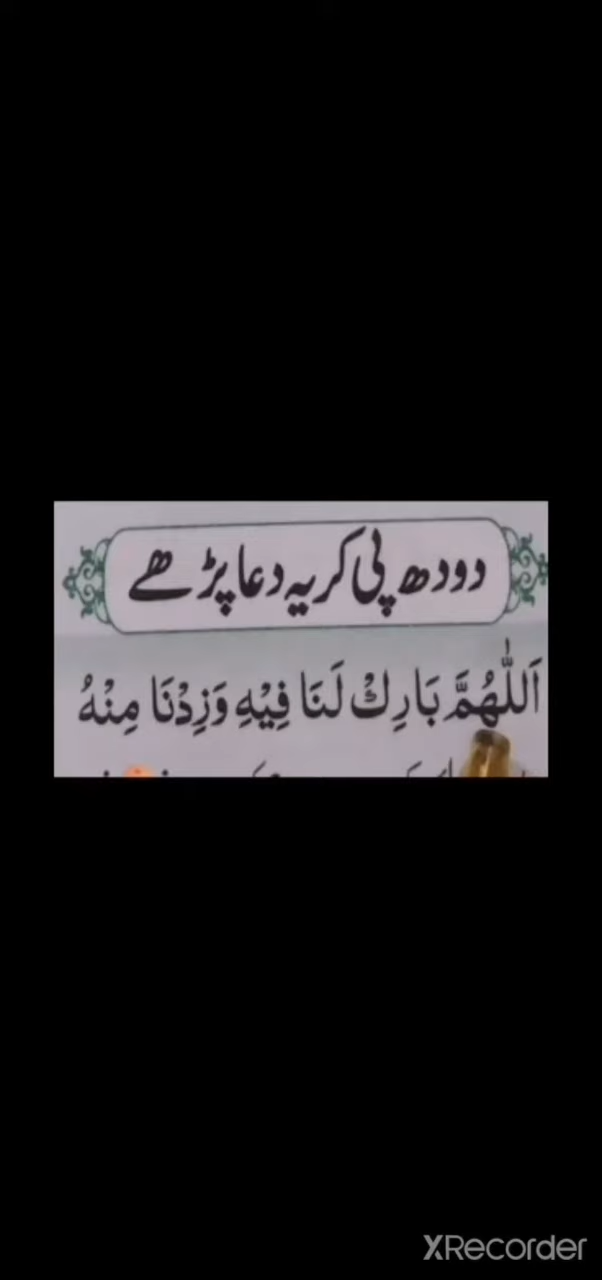 دودھ پی کر یہ دعا پڑھے
اَللّٰهُمَّ بَارِكْ لَنَا فِيْهِ وَزِدْنَا مِنْهُ
XRecorder